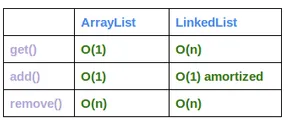 ArrayList LinkedList
get() O(1) O(n)
add() O(1) O(1) amortized
remove() O(n) O(n)